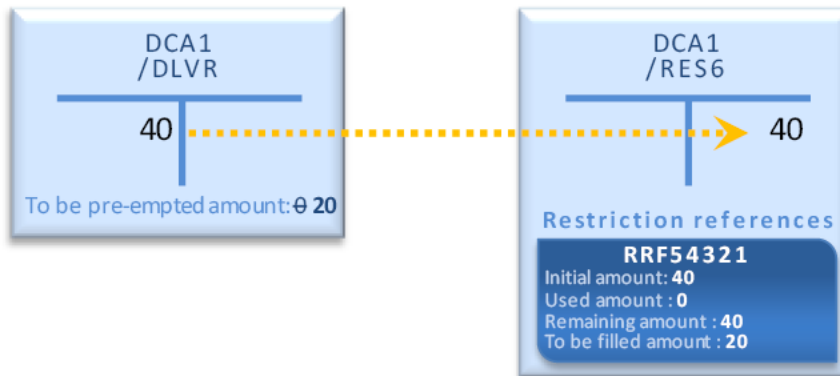 DCA1
/DLVR
40
To be pre-empted amount: 0 20
DCA1
/RES6
40
Restriction references
RRF54321
Initial amount: 40
Used amount : 0
Remaining amount : 40
To be filled amount : 20